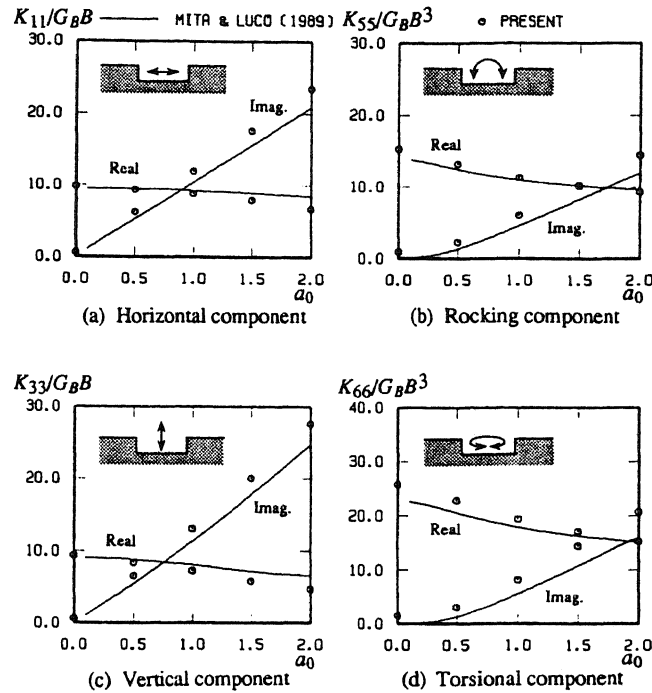 K11/GBB — MITA & LUCO (1989)
K55/GBB3 PRESENT
30.0
20.0
10.0
0.0
Imag.
Real
0.0 0.5 1.0 1.5 2.0
a0
(a) Horizontal component
30.0
20.0
10.0
0.0
Real
Imag.
0.0 0.5 1.0 1.5 2.0
a0
(b) Rocking component
K33/GBB
30.0
20.0
10.0
0.0
Real
Imag.
0.0 0.5 1.0 1.5 2.0
a0
(c) Vertical component
K66/GBB3
40.0
30.0
20.0
10.0
0.0
Real
Imag.
0.0 0.5 1.0 1.5 2.0
a0
(d) Torsional component